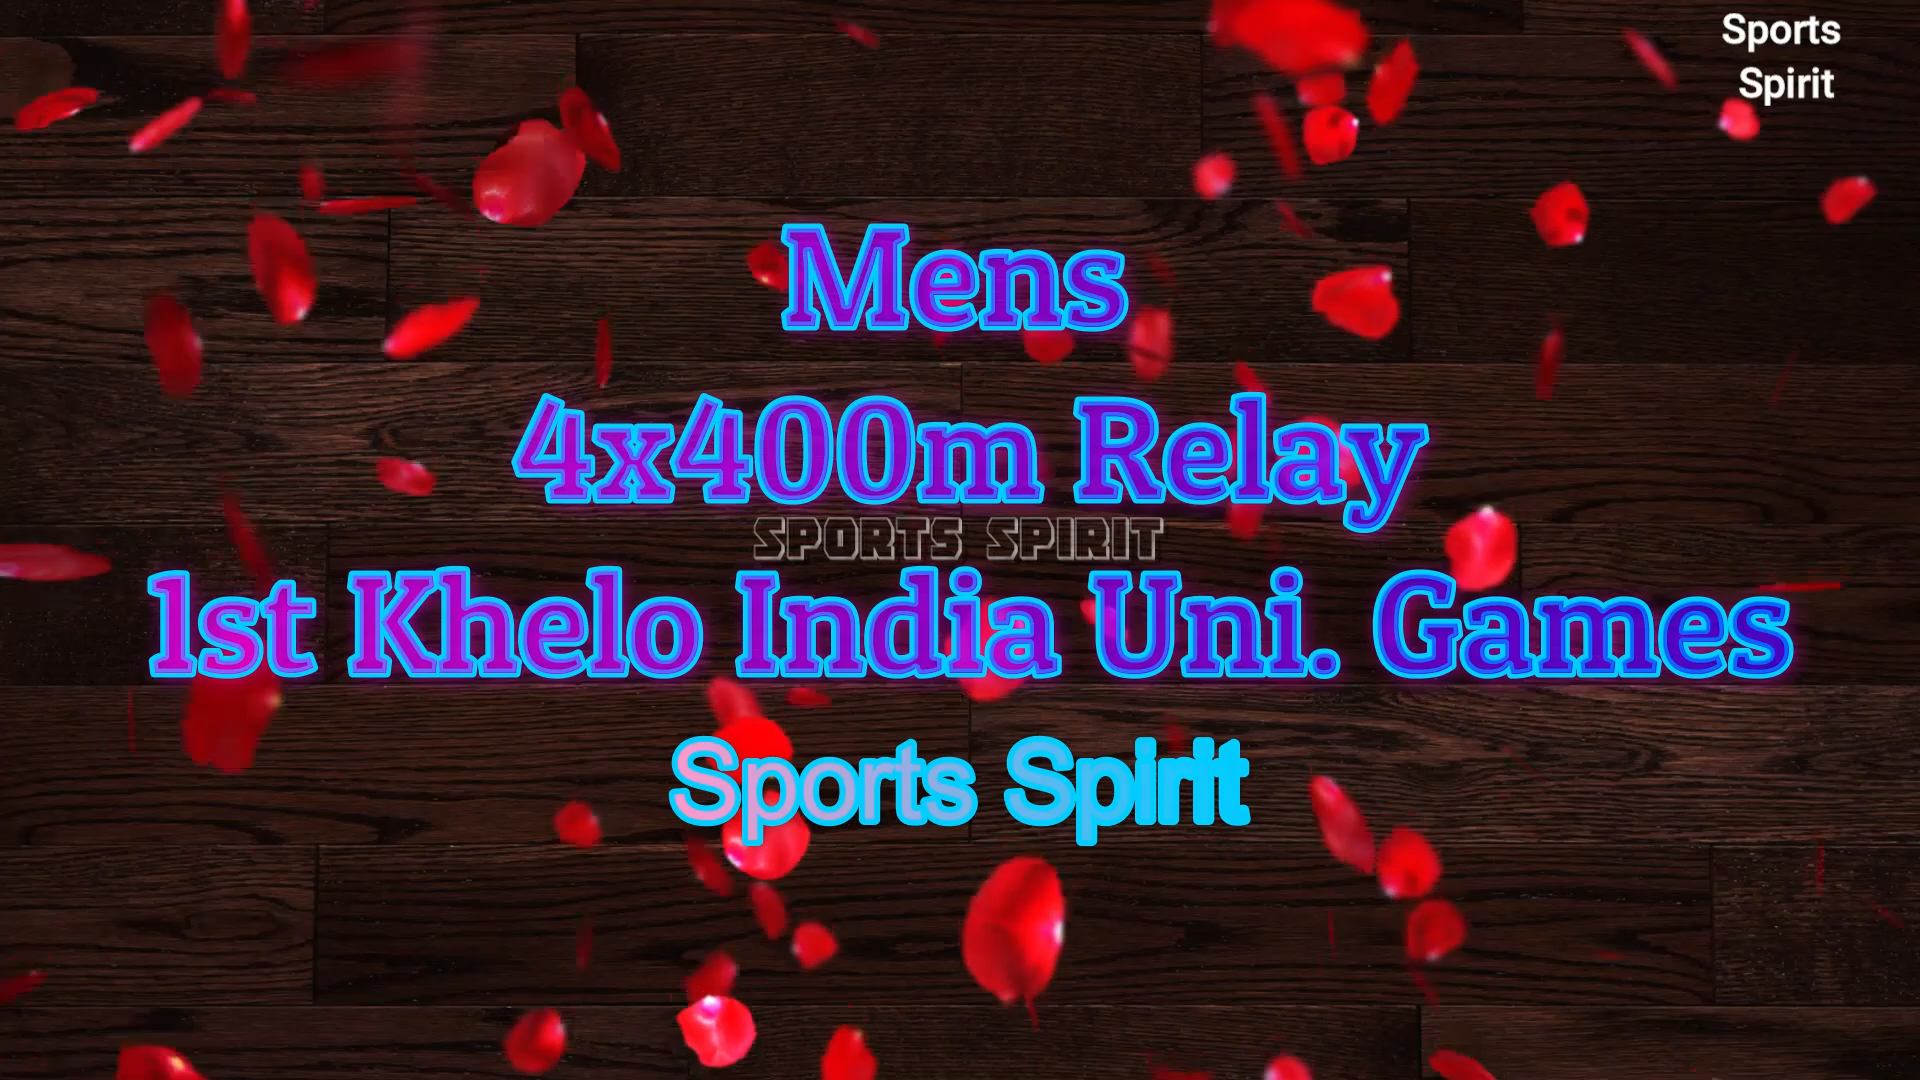 Sports
Spirit
Mens
4x400m Relay
SPORTS SPIRIT
1st Khelo India Uni. Games
Sports Spirit